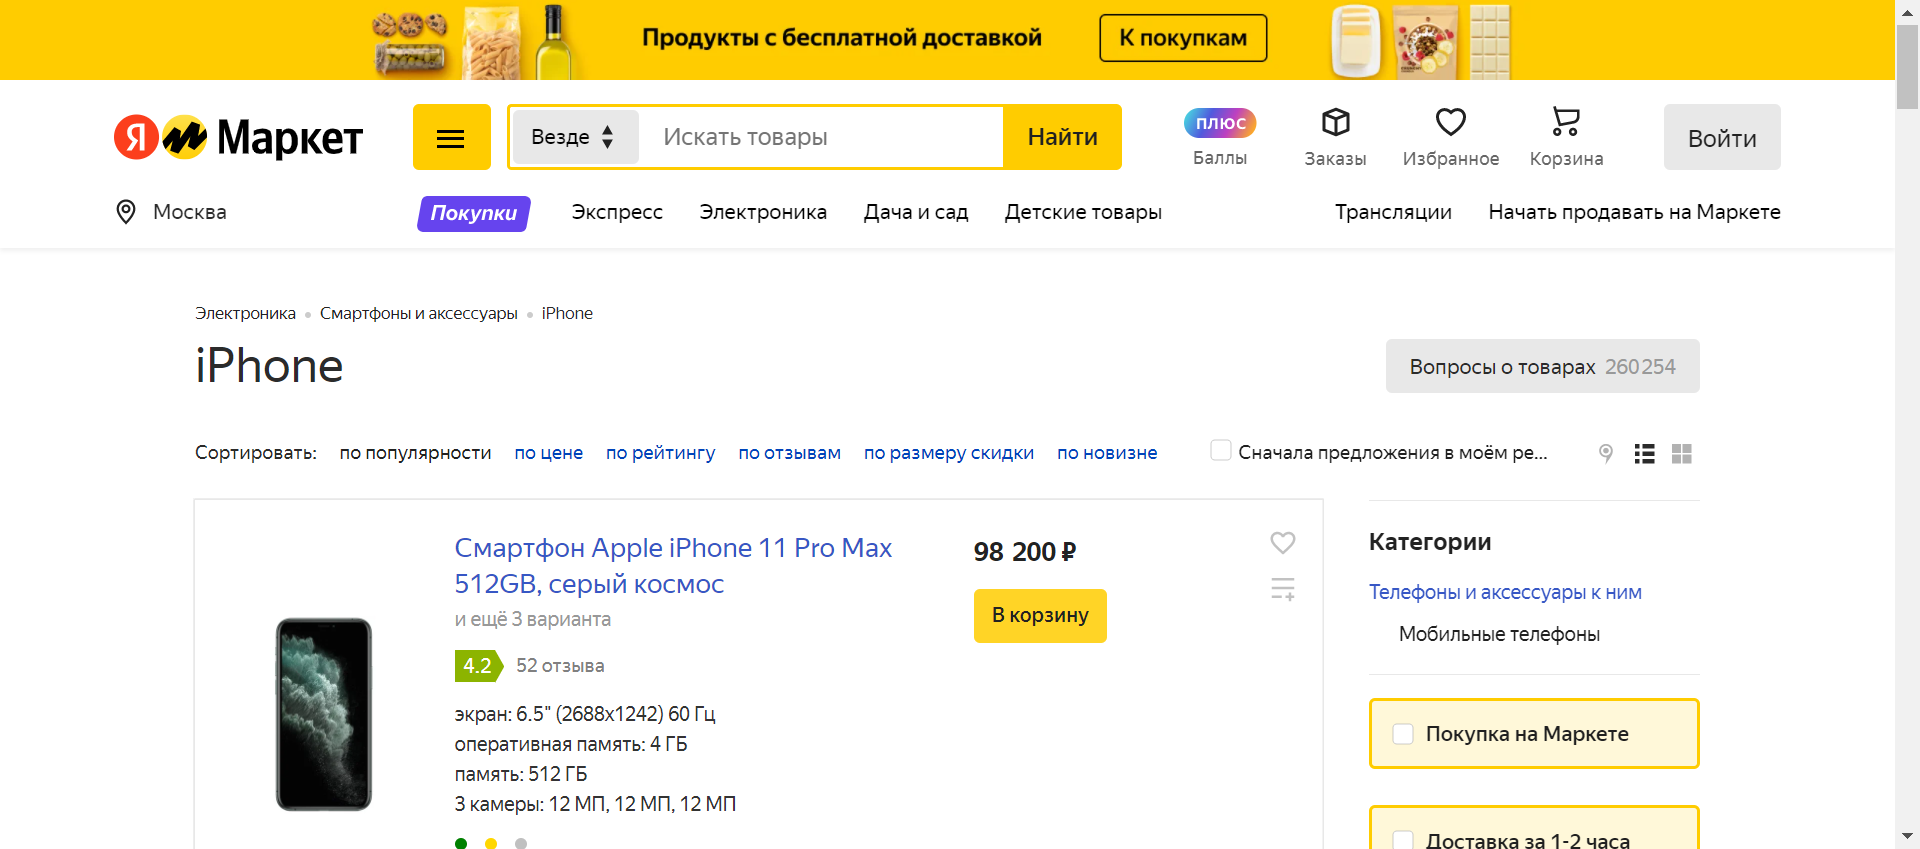 Продукты с бесплатной доставкой
К покупкам
Я Маркет
Везде
Искать товары
Найти
плюс
Баллы
Заказы
Избранное
Корзина
Войти
Москва
Покупки
Экспресс
Электроника
Дача и сад
Детские товары
Трансляции
Начать продавать на Маркете
Электроника • Смартфоны и аксессуары • iPhone
iPhone
Вопросы о товарах 260254
Сортировать: по популярности по цене по рейтингу по отзывам по размеру скидки по новизне
Сначала предложения в моём ре...
Смартфон Apple iPhone 11 Pro Max
512GB, серый космос
и ещё 3 варианта
4.2 52 отзыва
экран: 6.5" (2688x1242) 60 Гц
оперативная память: 4 ГБ
память: 512 ГБ
3 камеры: 12 МП, 12 МП, 12 МП
98 200 ₽
В корзину
Категории
Телефоны и аксессуары к ним
Мобильные телефоны
Покупка на Маркете
Доставка за 1-2 часа